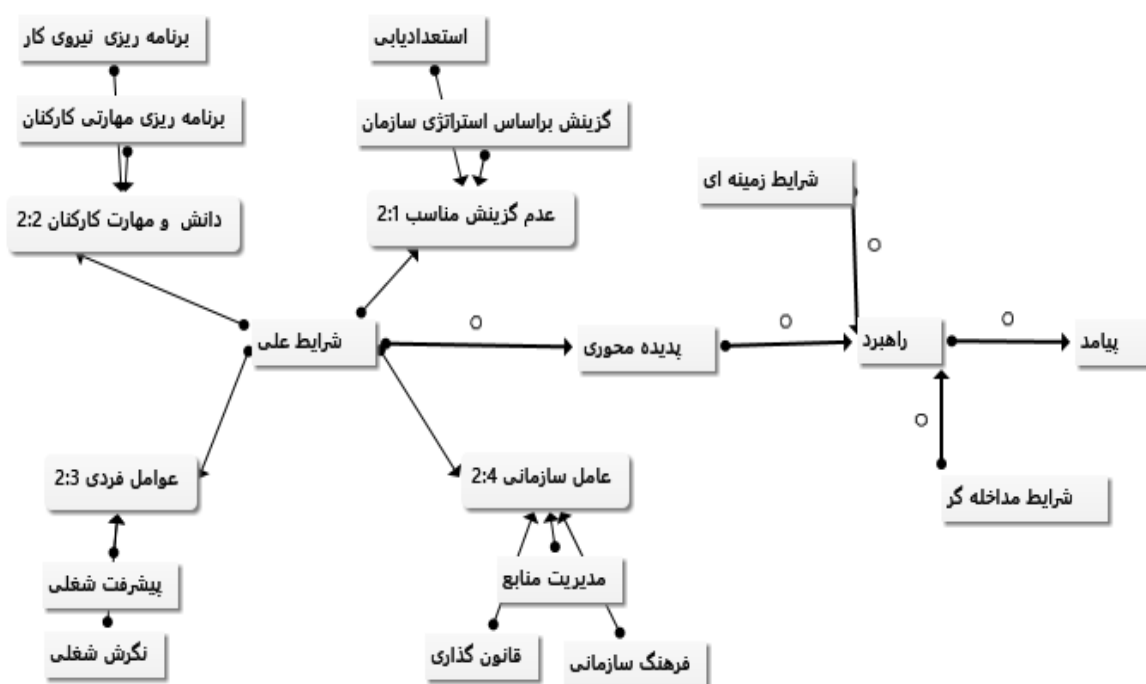 استعدادیابی
برنامه ریزی نیروی کار
گزینش براساس استراتژی سازمان
برنامه ریزی مهارتی کارکنان
شرایط زمینه ای
عدم گزینش مناسب 2:1
دانش و مهارت کارکنان 2:2
پیامد
راهبرد
پدیده محوری
شرایط علی
عامل سازمانی 2:4
عوامل فردی 2:3
شرایط مداخله گر
مدیریت منابع
پیشرفت شغلی
فرهنگ سازمانی
قانون گذاری
نگرش شغلی